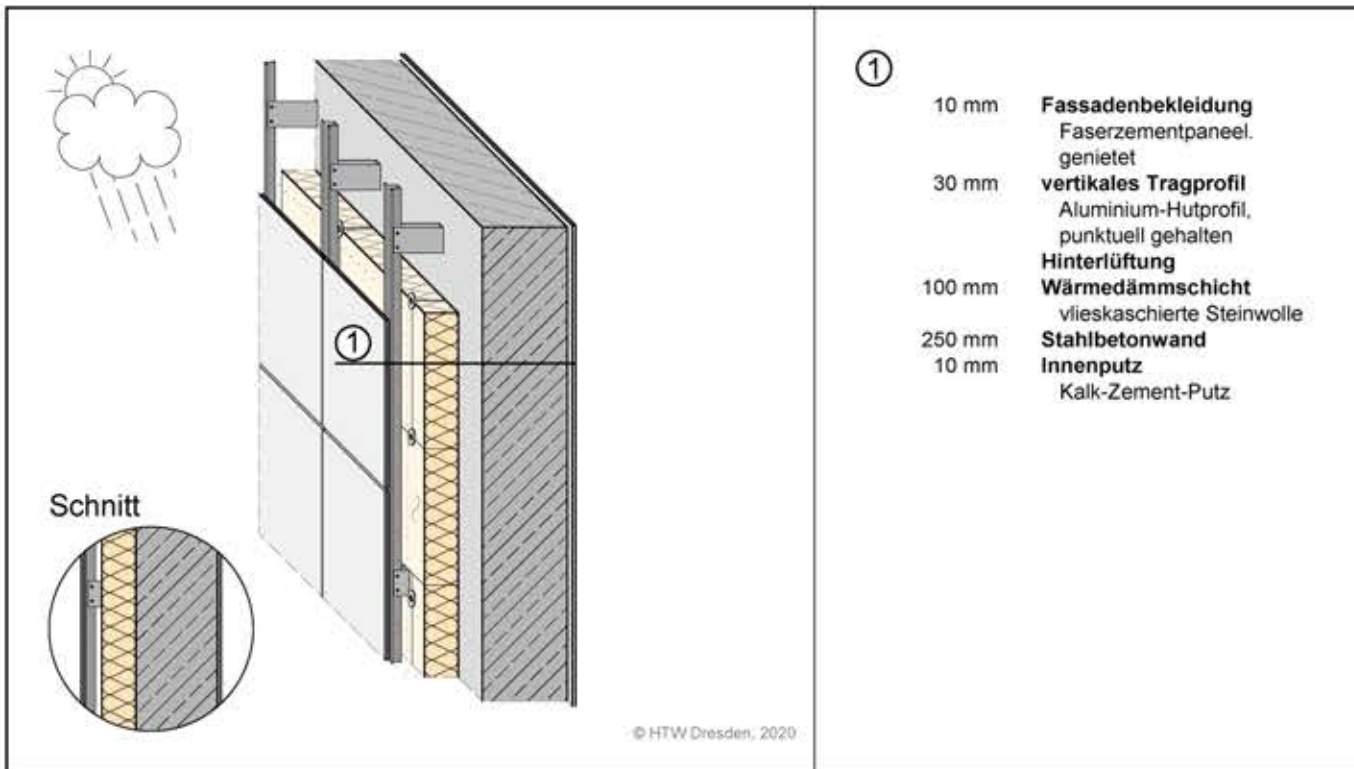 ①
Schnitt
© HTW Dresden, 2020
①
10 mm Fassadenbekleidung
Faserzementpaneel.
genietet
30 mm vertikales Tragprofil
Aluminium-Hutprofil,
punktuell gehalten
Hinterlüftung
100 mm Wärmedämmschicht
vlieskaschierte Steinwolle
250 mm Stahlbetonwand
10 mm Innenputz
Kalk-Zement-Putz